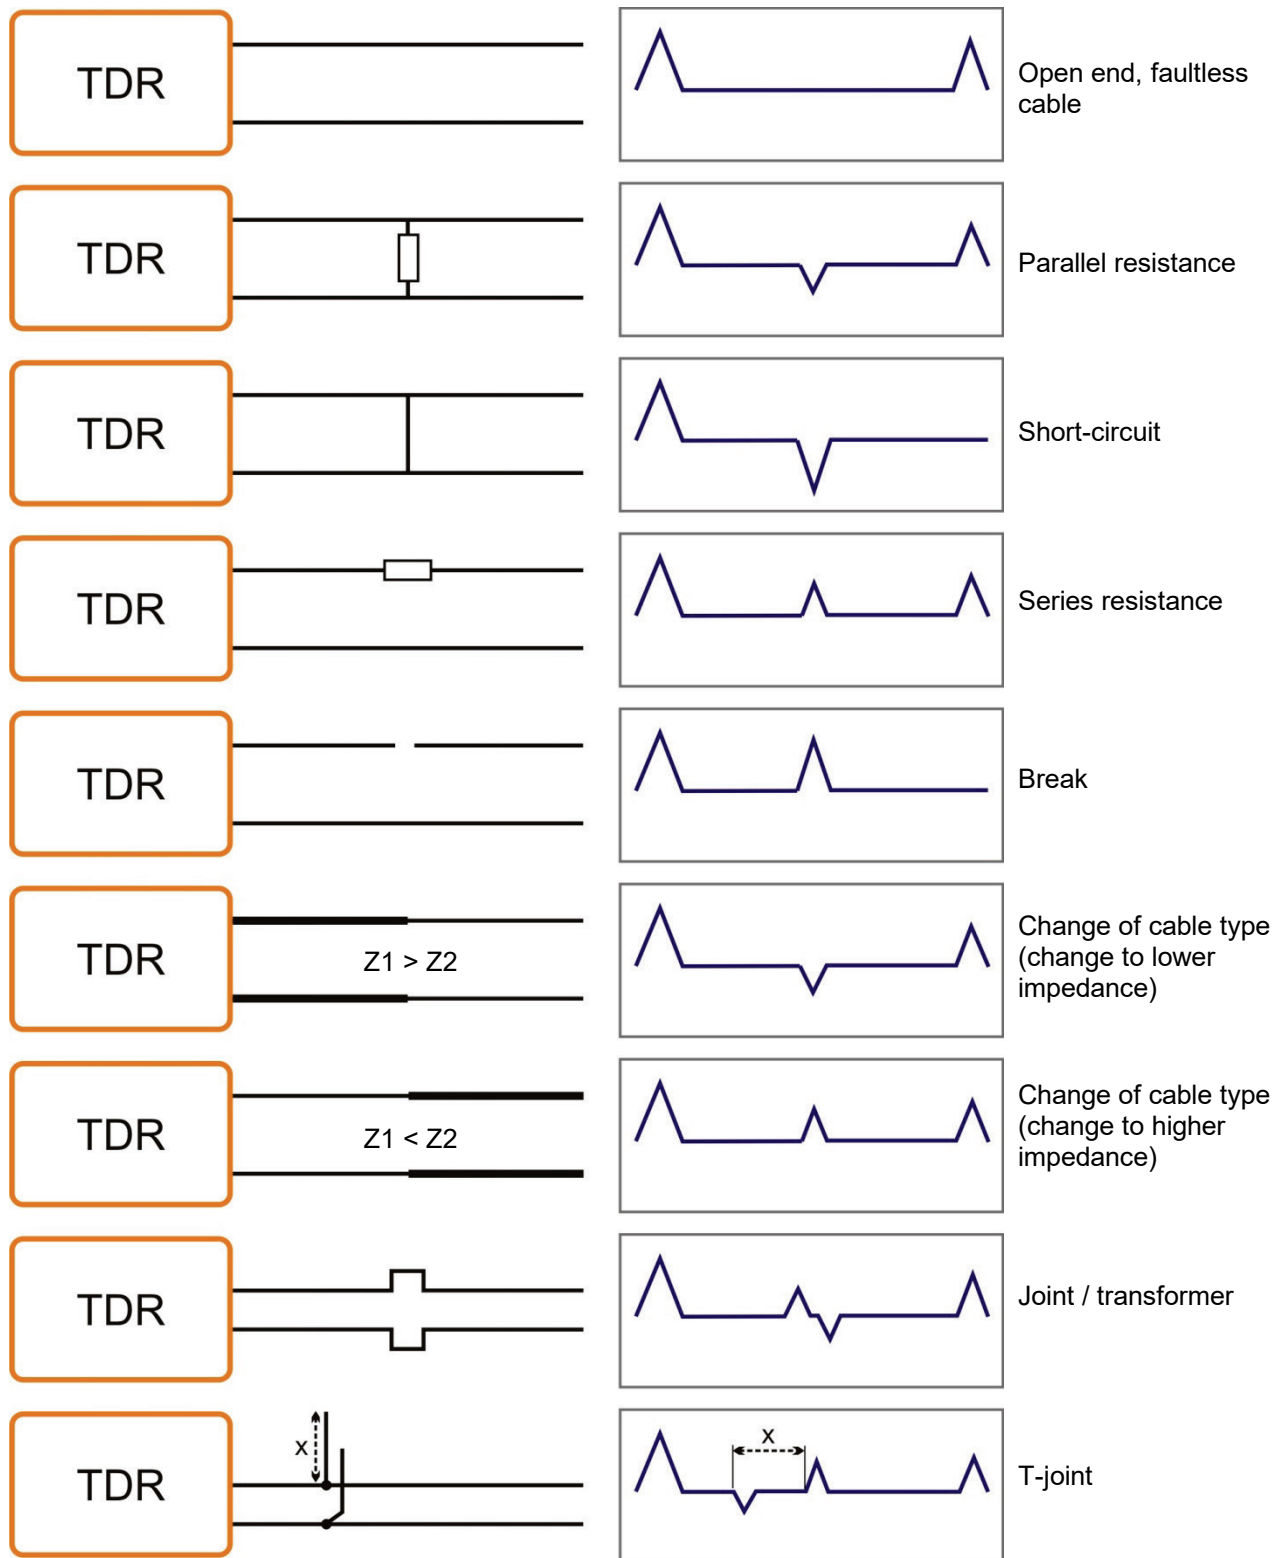 TDR
Open end, faultless
cable
TDR
Parallel resistance
TDR
Short-circuit
TDR
Series resistance
TDR
Break
TDR
Z1 > Z2
Change of cable type
(change to lower
impedance)
TDR
Z1 < Z2
Change of cable type
(change to higher
impedance)
TDR
Joint / transformer
TDR
x
x
T-joint